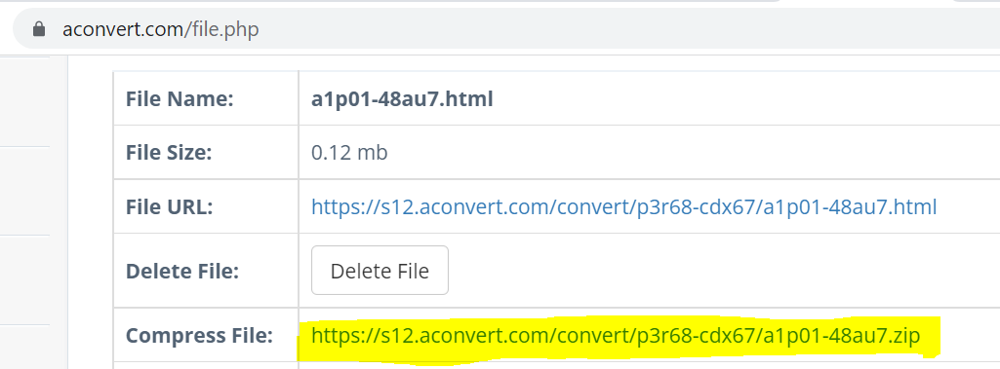 aconvert.com/file.php
File Name: a1p01-48au7.html
File Size: 0.12 mb
File URL: https://s12.aconvert.com/convert/p3r68-cdx67/a1p01-48au7.html
Delete File: Delete File
Compress File: https://s12.aconvert.com/convert/p3r68-cdx67/a1p01-48au7.zip